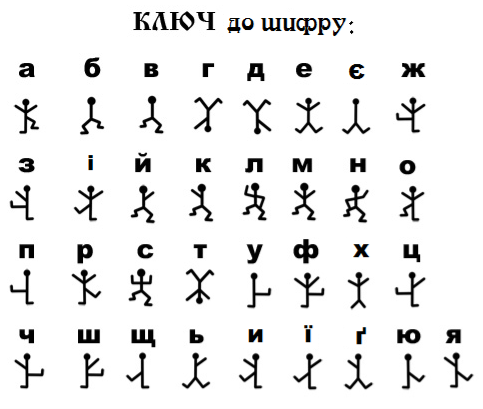 КЛЮЧ до шифру:
а б в г д е є ж
з і й к л м н о
п р с т у ф х ц
ч ш щ ь и ї ґ ю я